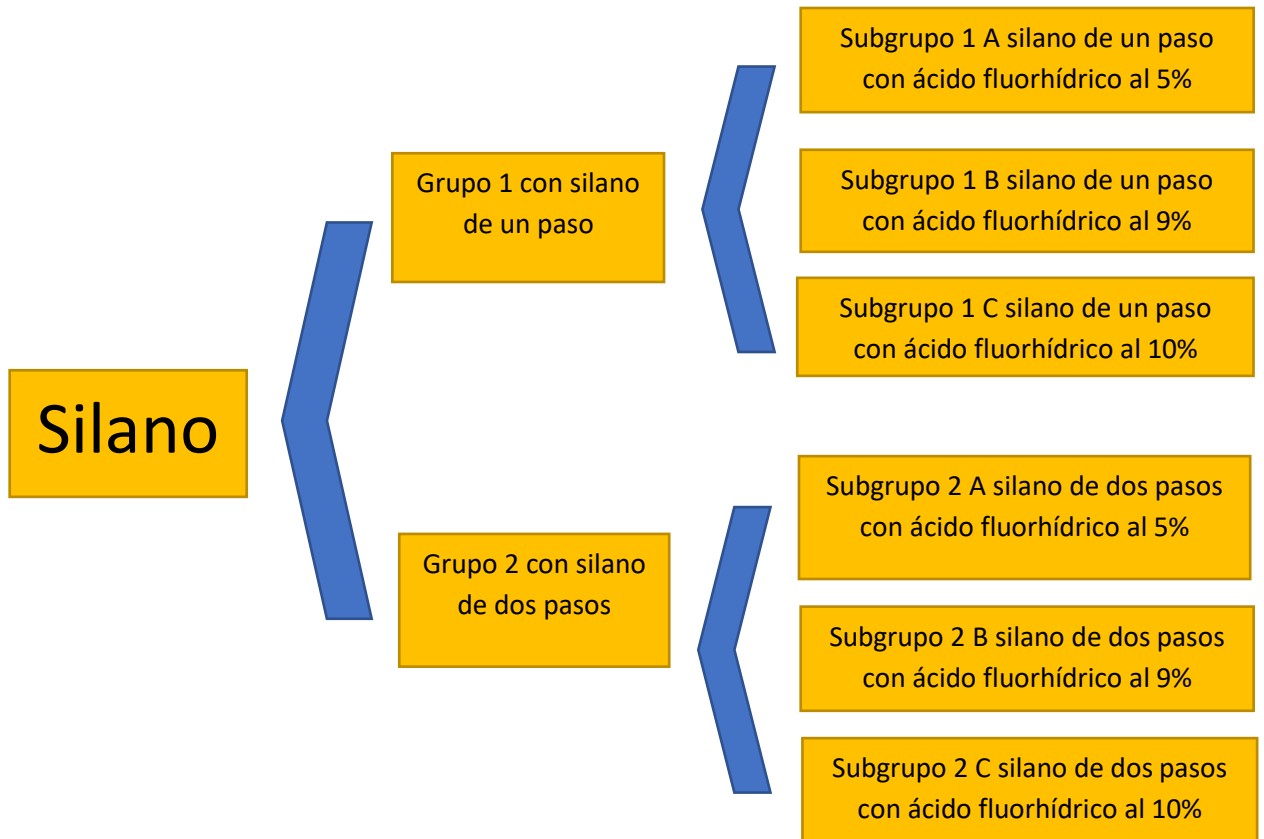 Silano
Grupo 1 con silano
de un paso
Subgrupo 1 A silano de un paso
con ácido fluorhídrico al 5%
Subgrupo 1 B silano de un paso
con ácido fluorhídrico al 9%
Subgrupo 1 C silano de un paso
con ácido fluorhídrico al 10%
Grupo 2 con silano
de dos pasos
Subgrupo 2 A silano de dos pasos
con ácido fluorhídrico al 5%
Subgrupo 2 B silano de dos pasos
con ácido fluorhídrico al 9%
Subgrupo 2 C silano de dos pasos
con ácido fluorhídrico al 10%